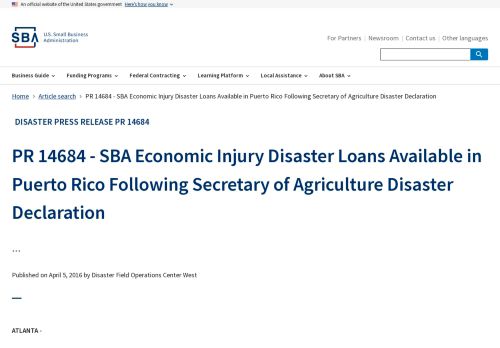 An official website of the United States government Here's how you know
SBA U.S. Small Business
Administration
For Partners Newsroom Contact us Other languages
Business Guide Funding Programs Federal Contracting Learning Platform Local Assistance About SBA
Home › Article search › PR 14684 - SBA Economic Injury Disaster Loans Available in Puerto Rico Following Secretary of Agriculture Disaster Declaration
DISASTER PRESS RELEASE PR 14684
PR 14684 - SBA Economic Injury Disaster Loans Available in
Puerto Rico Following Secretary of Agriculture Disaster
Declaration
...
Published on April 5, 2016 by Disaster Field Operations Center West
ATLANTA -